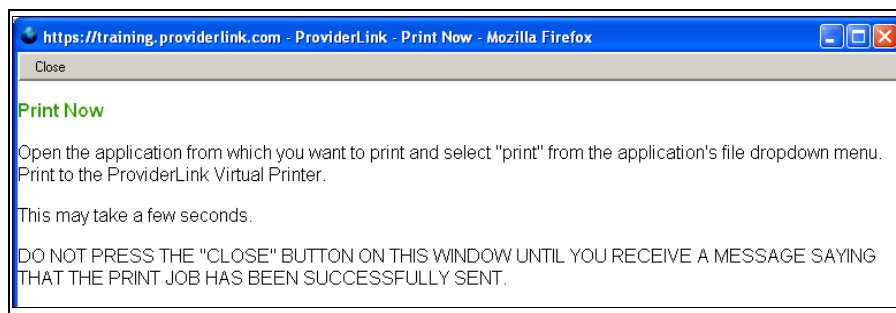 https://training.providerlink.com - ProviderLink - Print Now - Mozilla Firefox
Close
Print Now
Open the application from which you want to print and select "print" from the application's file dropdown menu.
Print to the ProviderLink Virtual Printer.
This may take a few seconds.
DO NOT PRESS THE "CLOSE" BUTTON ON THIS WINDOW UNTIL YOU RECEIVE A MESSAGE SAYING
THAT THE PRINT JOB HAS BEEN SUCCESSFULLY SENT.